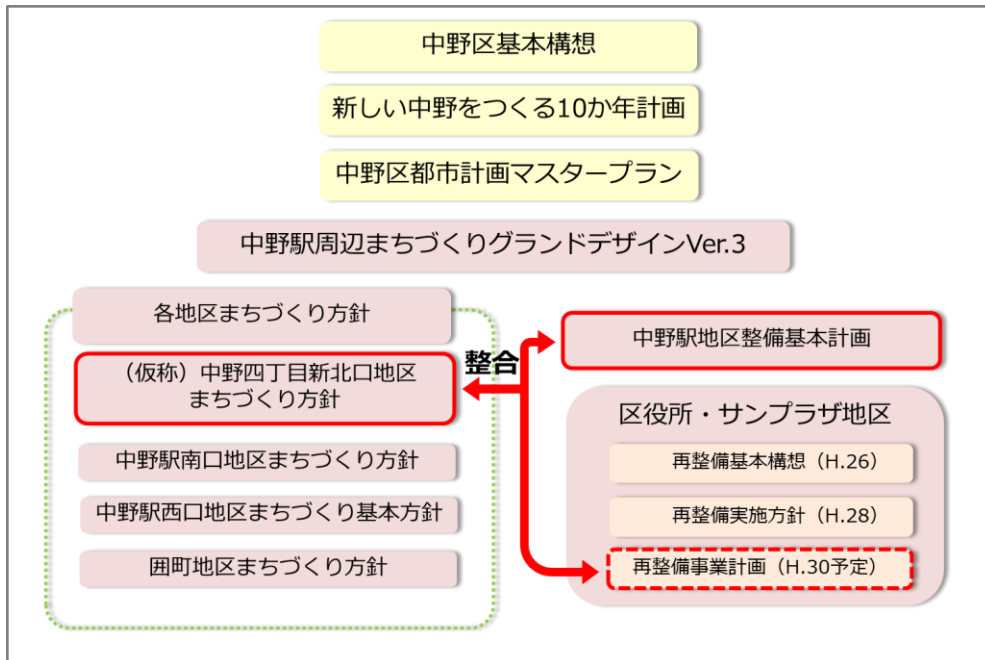 中野区基本構想
新しい中野をつくる10か年計画
中野区都市計画マスタープラン
中野駅周辺まちづくりグランドデザインVer.3
各地区まちづくり方針
（仮称）中野四丁目新北口地区
まちづくり方針
中野駅南口地区まちづくり方針
中野駅西口地区まちづくり基本方針
囲町地区まちづくり方針
整合
中野駅地区整備基本計画
区役所・サンプラザ地区
再整備基本構想（H.26）
再整備実施方針（H.28）
再整備事業計画（H.30予定）